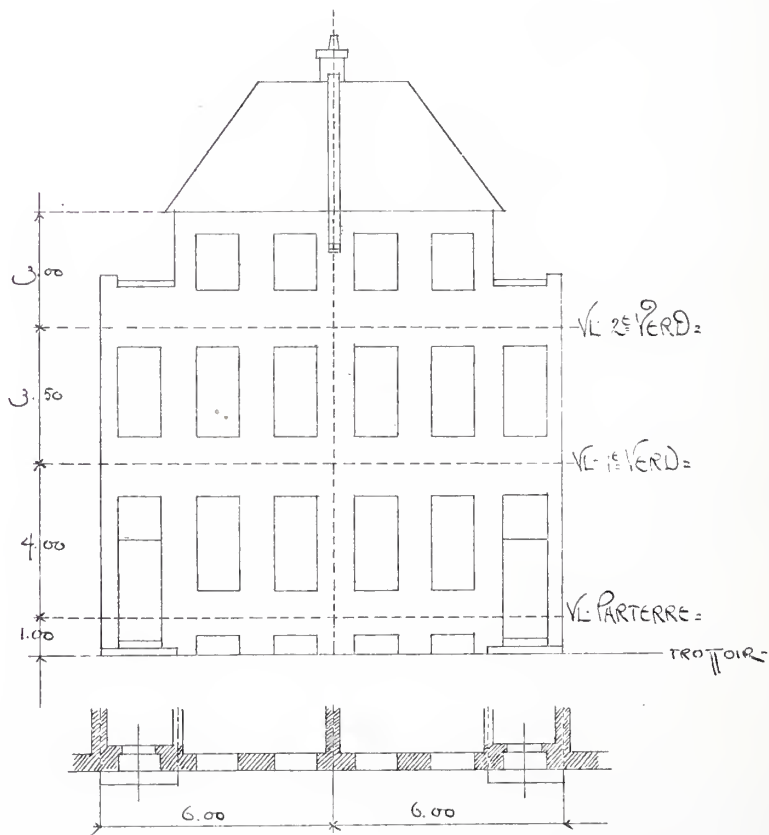 3.00
VL: 2E VERD=
3.50
VL: 1E VERD=
4.00
VL: PARTERRE=
1.00
TROTTOIR
6.00
6.00